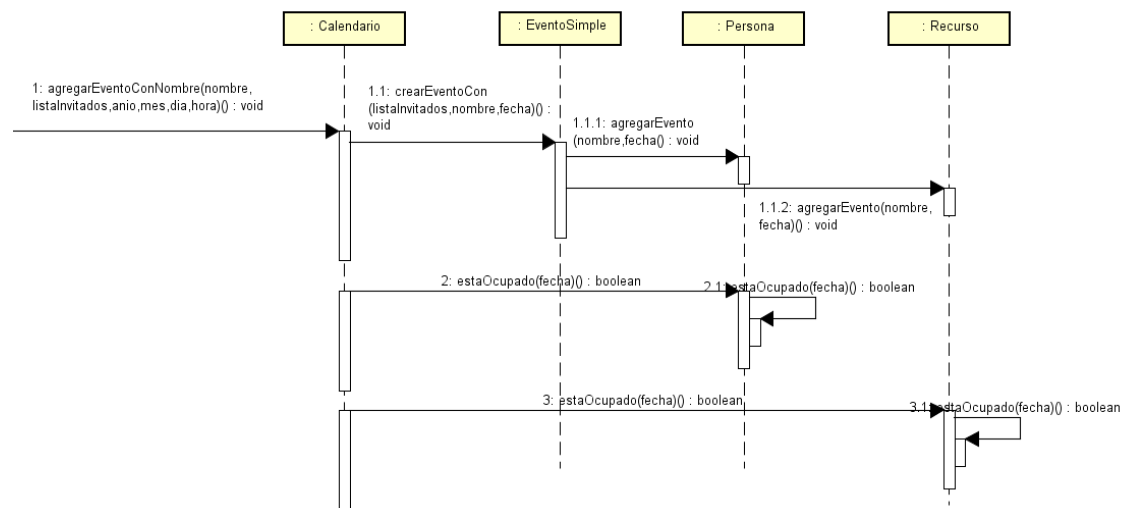 : Calendario
: EventoSimple
: Persona
: Recurso
1: agregarEventoConNombre(nombre,
listaInvitados,anio,mes,dia,hora)() : void
1.1: crearEventoCon
(listaInvitados,nombre,fecha)() :
void
1.1.1: agregarEvento
(nombre,fecha() : void
1.1.2: agregarEvento(nombre,
fecha)() : void
2: estaOcupado(fecha)() : boolean
2.1: estaOcupado(fecha)() : boolean
3: estaOcupado(fecha)() : boolean
3.1: estaOcupado(fecha)() : boolean